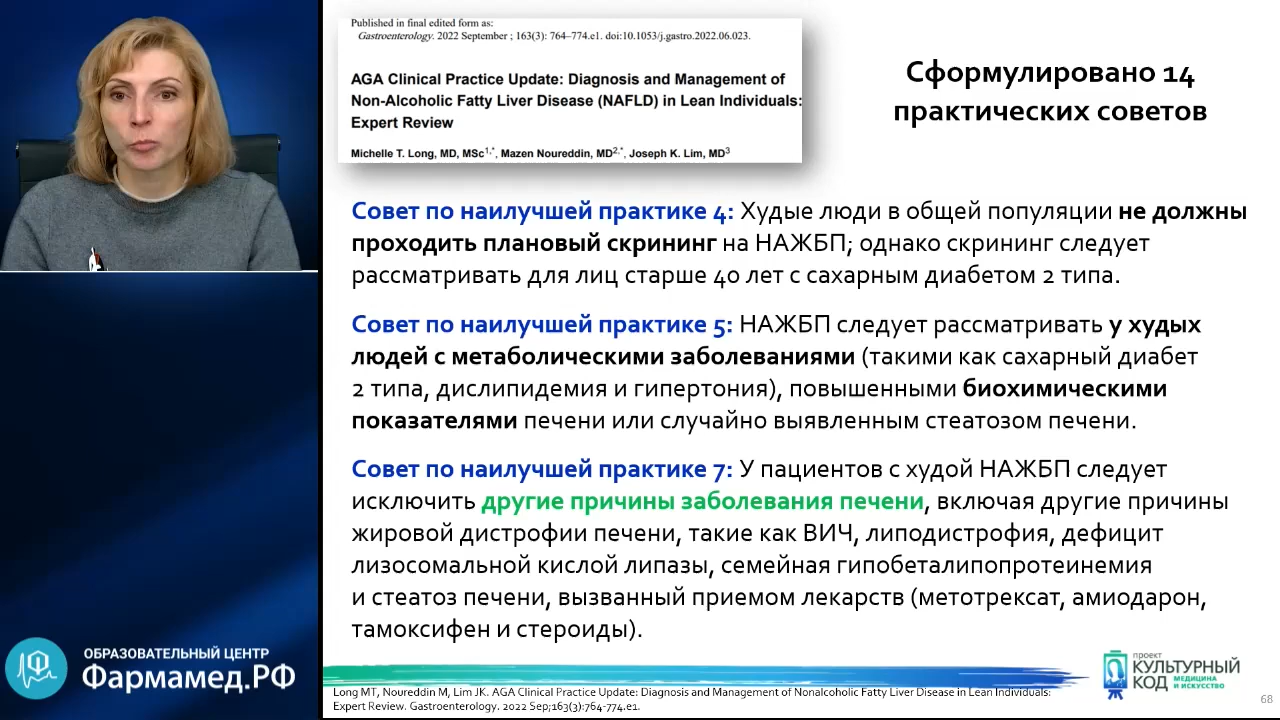 Published in final edited form as:
Gastroenterology. 2022 September ; 163(3): 764–774.e1. doi:10.1053/j.gastro.2022.06.023.
AGA Clinical Practice Update: Diagnosis and Management of
Non-Alcoholic Fatty Liver Disease (NAFLD) in Lean Individuals:
Expert Review
Michelle T. Long, MD, MSc1,*, Mazen Noureddin, MD2,*, Joseph K. Lim, MD3
Сформулировано 14
практических советов
Совет по наилучшей практике 4: Худые люди в общей популяции не должны
проходить плановый скрининг на НАЖБП; однако скрининг следует
рассматривать для лиц старше 40 лет с сахарным диабетом 2 типа.
Совет по наилучшей практике 5: НАЖБП следует рассматривать у худых
людей с метаболическими заболеваниями (такими как сахарный диабет
2 типа, дислипидемия и гипертония), повышенными биохимическими
показателями печени или случайно выявленным стеатозом печени.
Совет по наилучшей практике 7: У пациентов с худой НАЖБП следует
исключить другие причины заболевания печени, включая другие причины
жировой дистрофии печени, такие как ВИЧ, липодистрофия, дефицит
лизосомальной кислой липазы, семейная гипобеталипопротеинемия
и стеатоз печени, вызванный приемом лекарств (метотрексат, амиодарон,
тамоксифен и стероиды).
ОБРАЗОВАТЕЛЬНЫЙ ЦЕНТР
Фармамед.РФ
проект
КУЛЬТУРНЫЙ
КОД МЕДИЦИНА
И ИСКУССТВО
Long MT, Noureddin M, Lim JK. AGA Clinical Practice Update: Diagnosis and Management of Nonalcoholic Fatty Liver Disease in Lean Individuals:
Expert Review. Gastroenterology. 2022 Sep;163(3):764-774.e1.
68